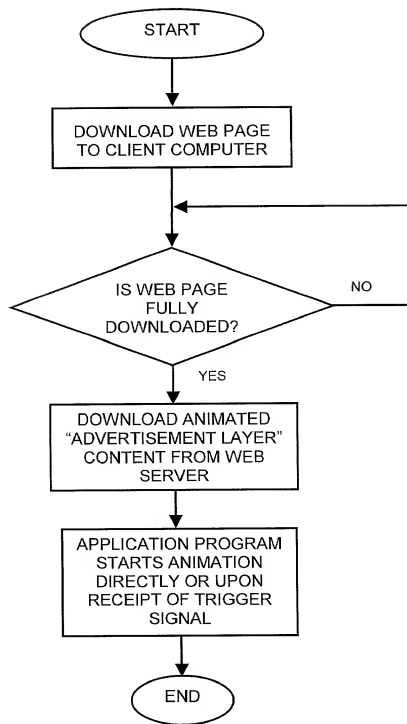 START
DOWNLOAD WEB PAGE
TO CLIENT COMPUTER
IS WEB PAGE
FULLY
DOWNLOADED?
NO
YES
DOWNLOAD ANIMATED
“ADVERTISEMENT LAYER”
CONTENT FROM WEB
SERVER
APPLICATION PROGRAM
STARTS ANIMATION
DIRECTLY OR UPON
RECEIPT OF TRIGGER
SIGNAL
END